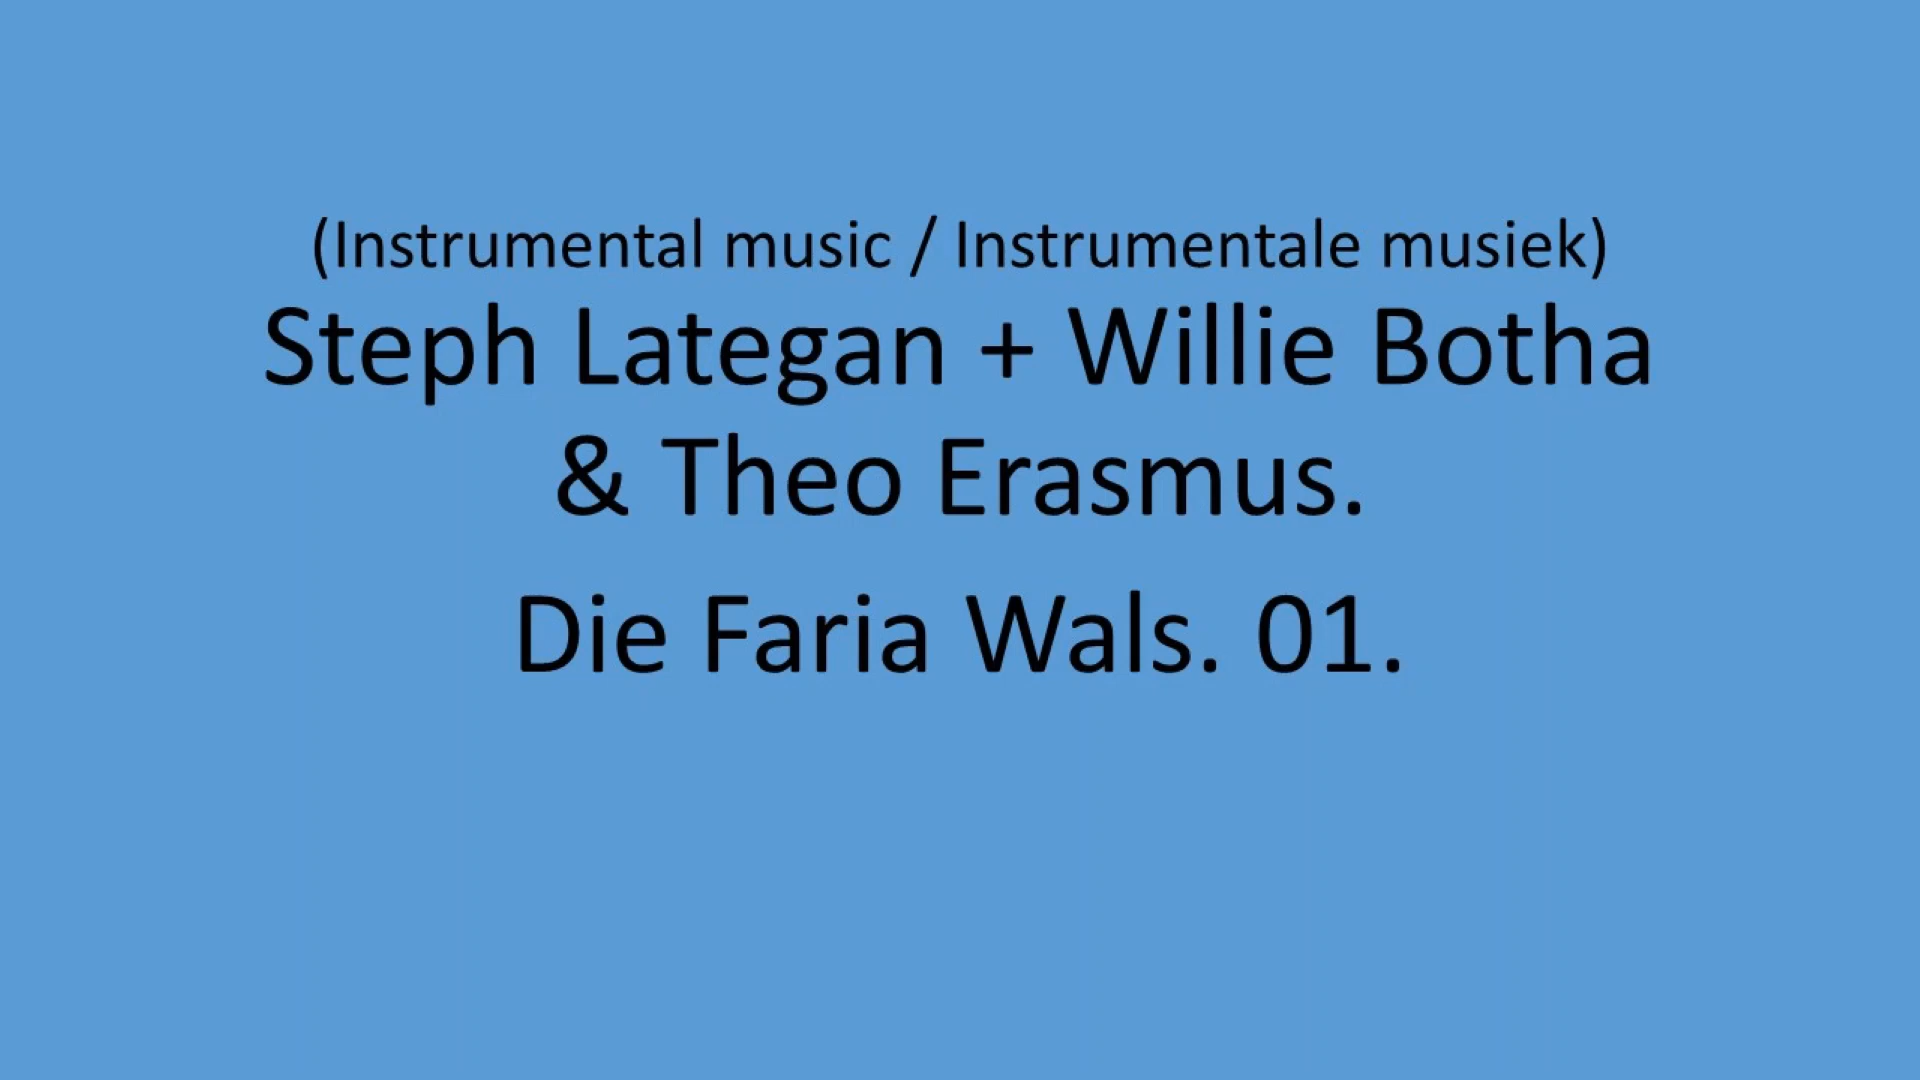 (Instrumental music / Instrumentale musiek)
Steph Lategan + Willie Botha
& Theo Erasmus.
Die Faria Wals. 01.